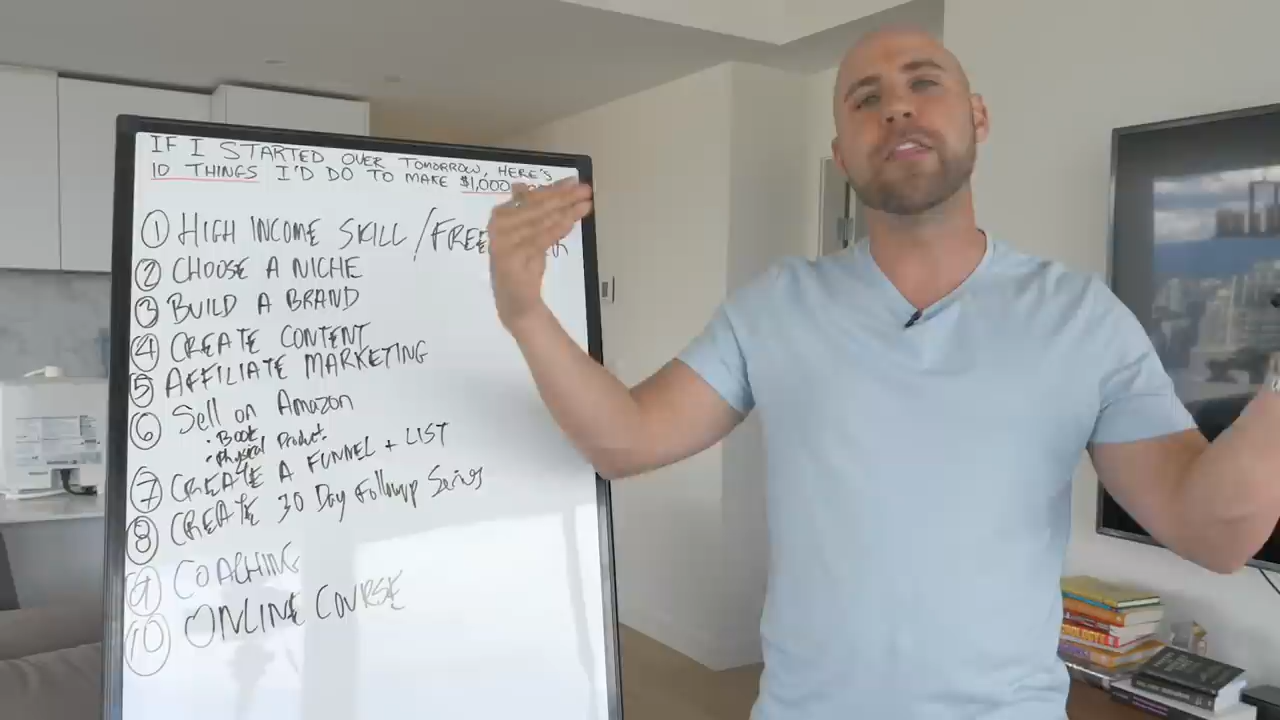 IF I STARTED OVER TOMORROW, HERE'S
10 THINGS I'D DO TO MAKE $1,000
① HIGH INCOME SKILL / FREE
② CHOOSE A NICHE
③ BUILD A BRAND
④ CREATE CONTENT
⑤ AFFILIATE MARKETING
⑥ Sell on Amazon
• Book
• Physical Product
⑦ CREATE A FUNNEL + LIST
⑧ CREATE 30 Day Followup Series
⑨ COACHING
⑩ ONLINE COURSE